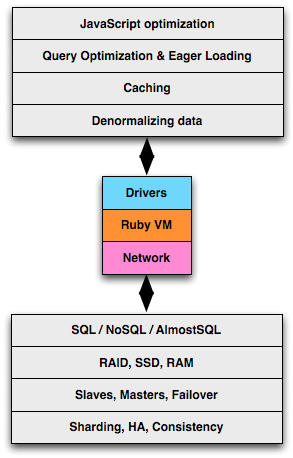 JavaScript optimization
Query Optimization & Eager Loading
Caching
Denormalizing data
Drivers
Ruby VM
Network
SQL / NoSQL / AlmostSQL
RAID, SSD, RAM
Slaves, Masters, Failover
Sharding, HA, Consistency